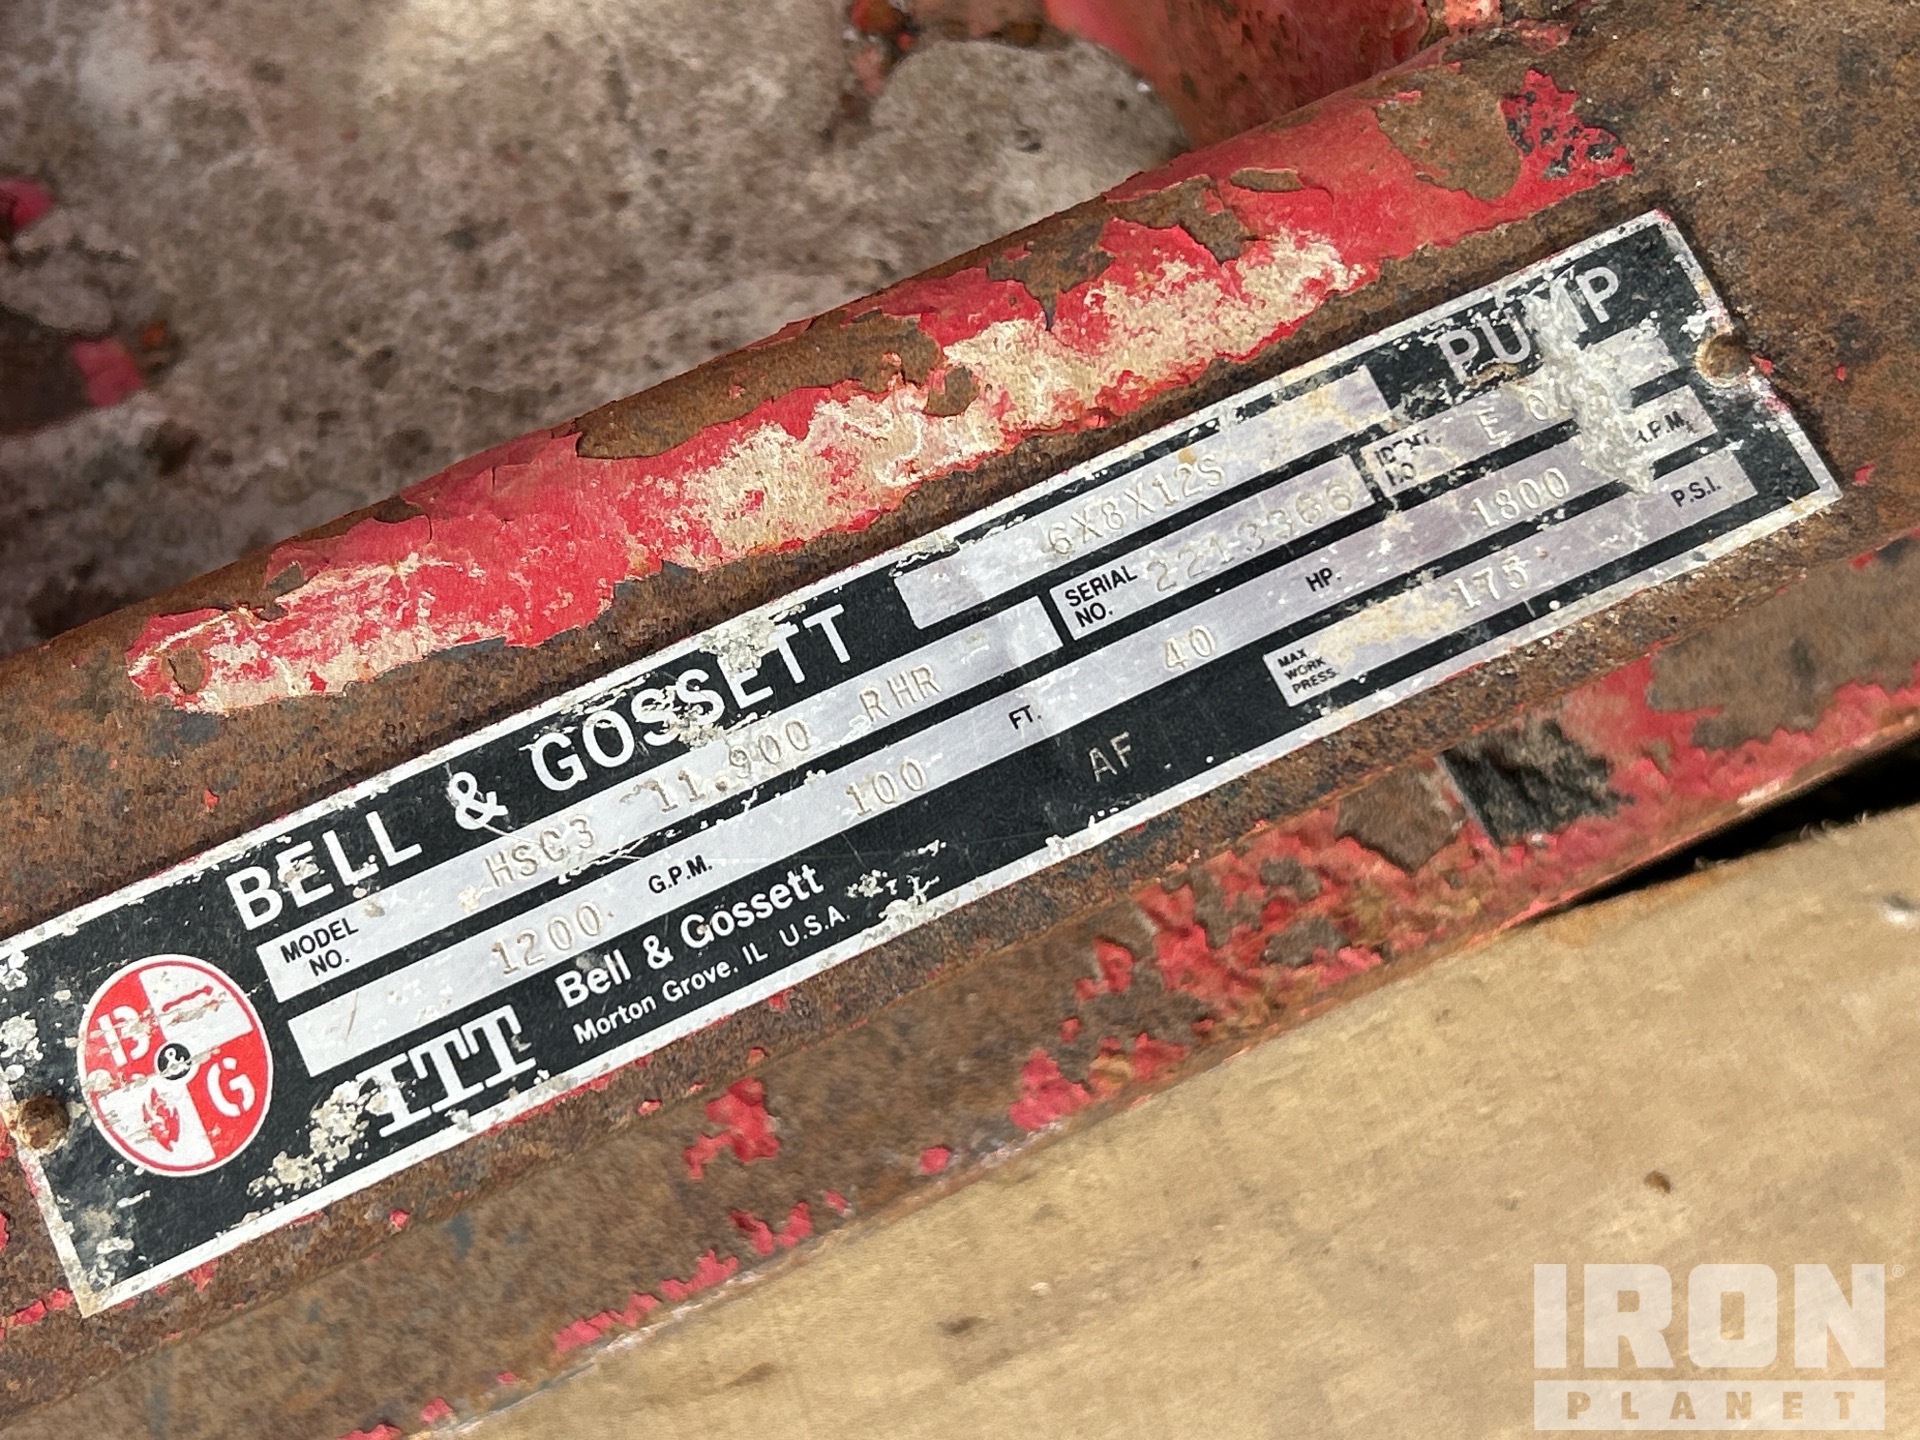 BELL & GOSSETT PUMP
MODEL NO. HSC3 11.900 RHR 6X8X12S
SERIAL NO. 2213366 IDENT. NO. E
1200 G.P.M. 100 FT. 40 HP. 1800 R.P.M.
MAX WORK PRESS. 175 P.S.I.
AF
ITT
Bell & Gossett
Morton Grove, IL U.S.A.
B & G
IRON®
PLANET